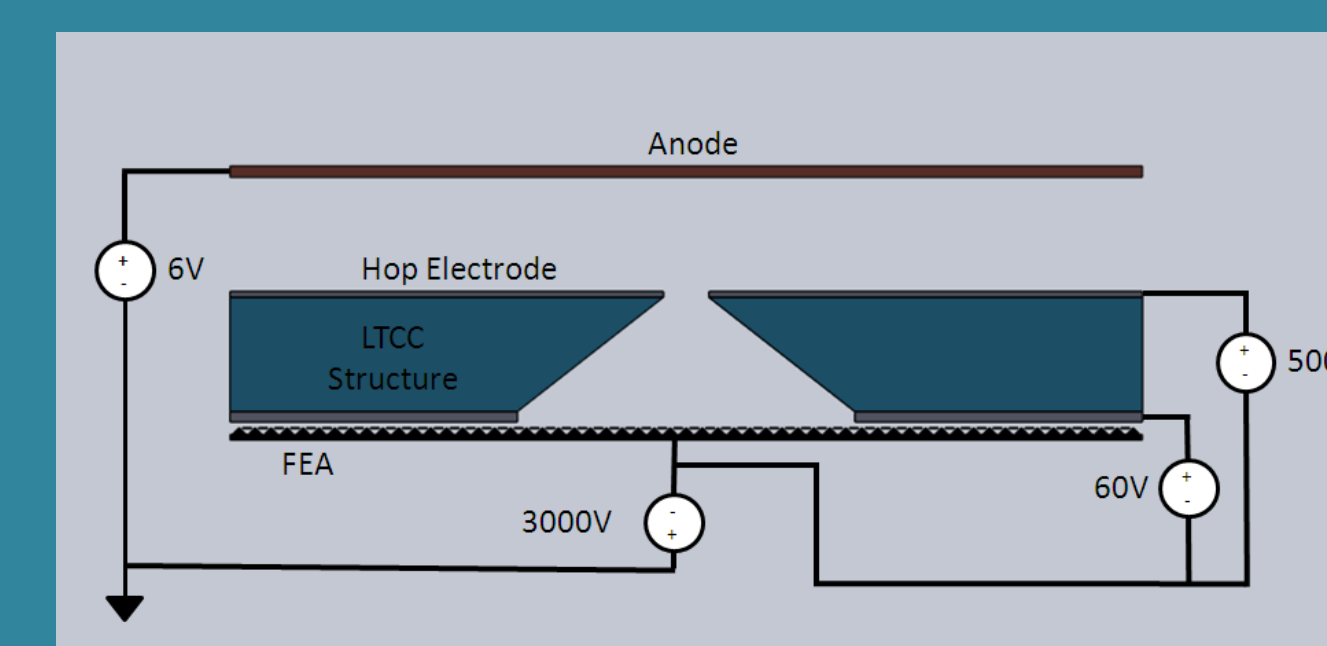 Anode
+
-
6V
Hop Electrode
LTCC
Structure
+
-
FEA
3000V
-
+
60V
+
-